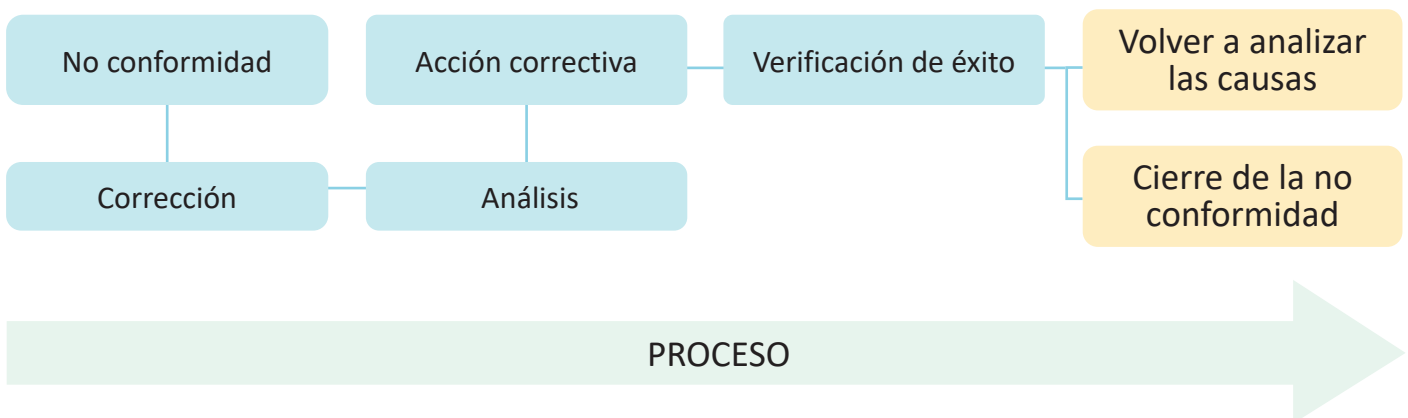 No conformidad
Corrección
Análisis
Acción correctiva
Verificación de éxito
Volver a analizar
las causas
Cierre de la no
conformidad
PROCESO